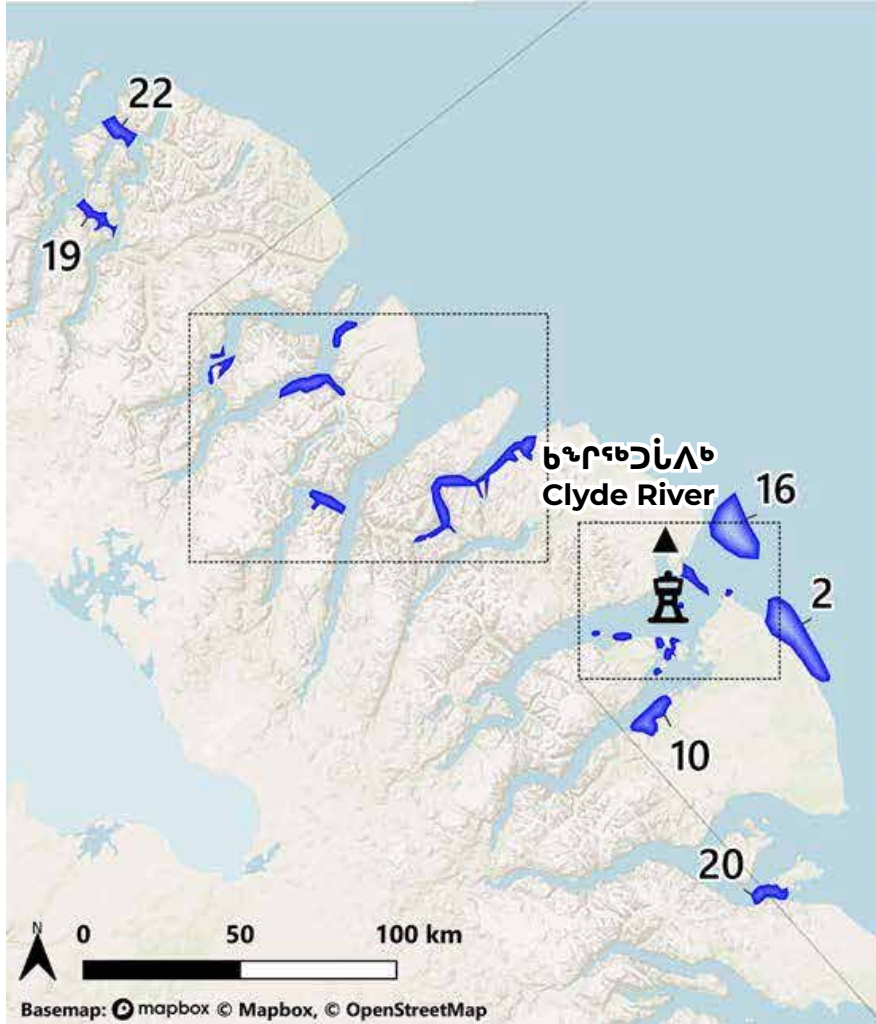 22
19
ᑲᖏᖅᑐᒑᐱᒃ
Clyde River
16
2
10
20
N
0 50 100 km
Basemap: mapbox © Mapbox, © OpenStreetMap